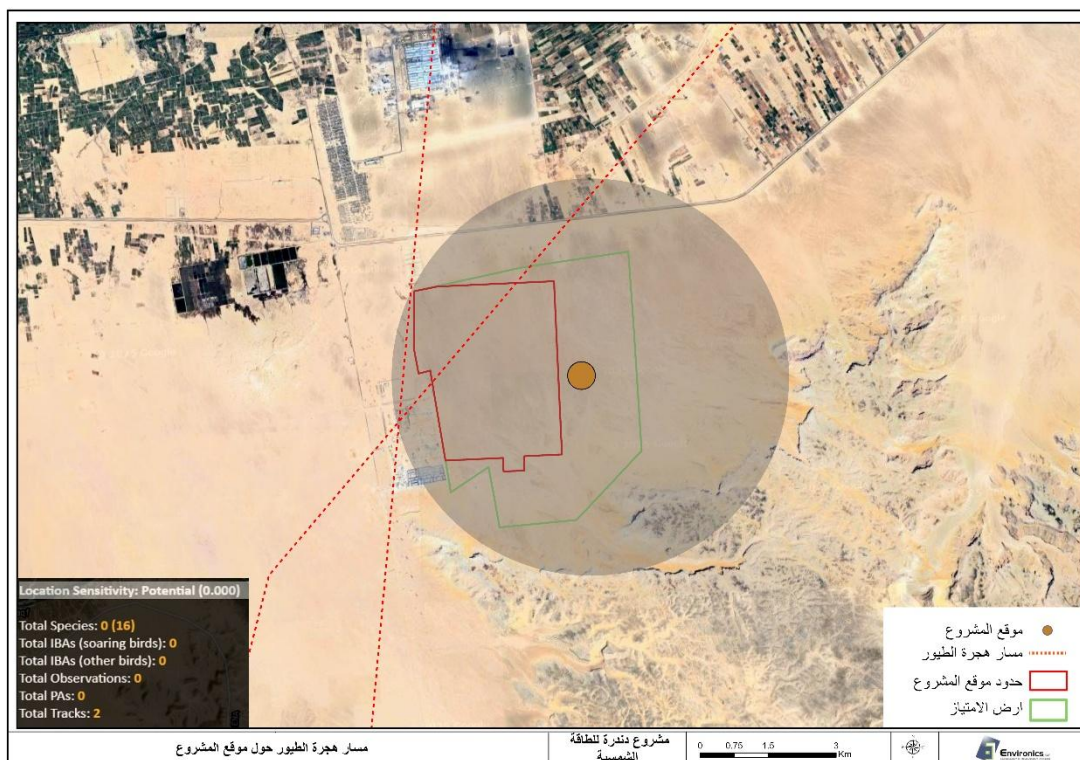 Location Sensitivity: Potential (0.000)
Total Species: 0 (16)
Total IBAs (soaring birds): 0
Total IBAs (other birds): 0
Total Observations: 0
Total PAs: 0
Total Tracks: 2
موقع المشروع
مسار هجرة الطيور
حدود موقع المشروع
ارض الامتياز
مسار هجرة الطيور حول موقع المشروع
مشروع دندرة للطاقة
الشمسية
0 0.75 1.5 3
Km
Environics